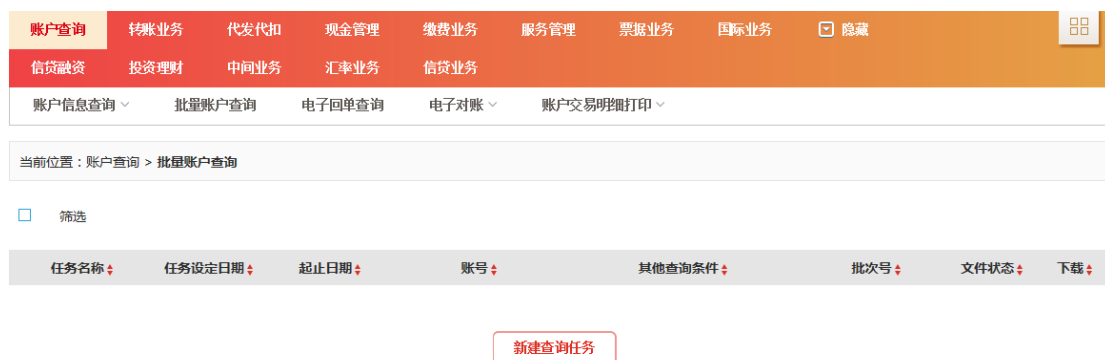 账户查询 转账业务 代发代扣 现金管理 缴费业务 服务管理 票据业务 国际业务 隐藏
信贷融资 投资理财 中间业务 汇率业务 信贷业务
账户信息查询 批量账户查询 电子回单查询 电子对账 账户交易明细打印
当前位置：账户查询 > 批量账户查询
筛选
任务名称 任务设定日期 起止日期 账号 其他查询条件 批次号 文件状态 下载
新建查询任务